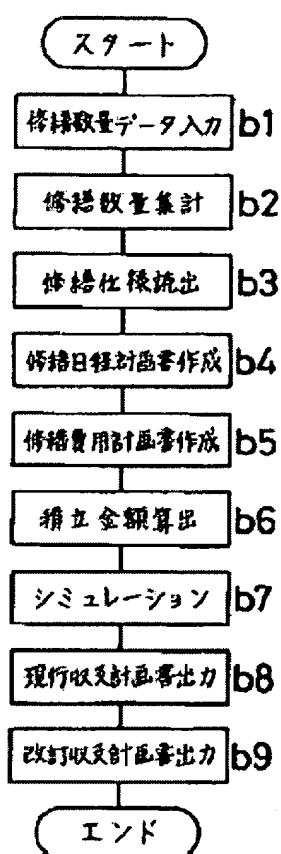 スタート
修繕数量データ入力 b1
修繕数量集計 b2
修繕仕様読出 b3
修繕日程計画書作成 b4
修繕費用計画書作成 b5
積立金額算出 b6
シミュレーション b7
現行収支計画書出力 b8
改訂収支計画書出力 b9
エンド